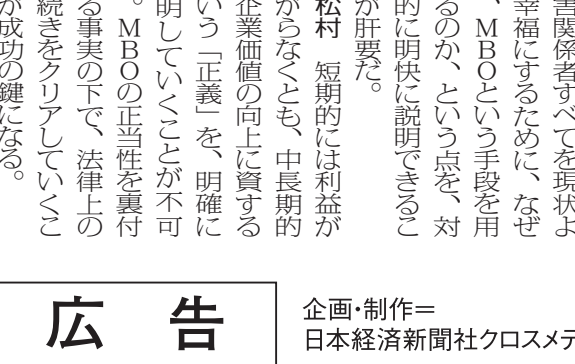 害関係者すべてを現状よ
幸福にするために、なぜ
、MBOという手段を用
るのか、という点を、対
的に明快に説明できるこ
が肝要だ。
松村　短期的には利益が
がらなくとも、中長期的
企業価値の向上に資する
いう「正義」を、明確に
明していくことが不可
。MBOの正当性を裏付
る事実の下で、法律上の
続きをクリアしていくこ
が成功の鍵になる。
広 告
企画・制作＝
日本経済新聞社クロスメデ